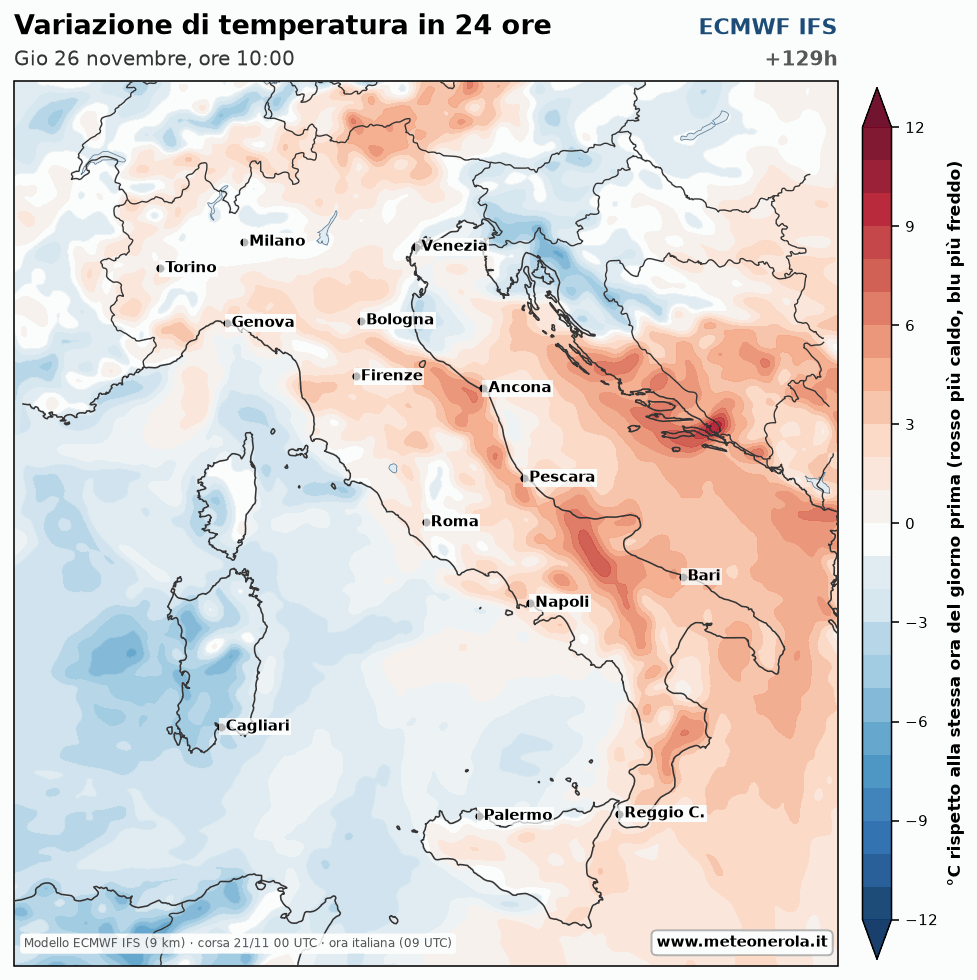 Variazione di temperatura in 24 ore
ECMWF IFS
Gio 26 novembre, ore 10:00
+129h
Milano
Venezia
Torino
Genova
Bologna
Firenze
Ancona
Pescara
Roma
Bari
Napoli
Cagliari
Palermo
Reggio C.
12
9
6
3
0
−3
−6
−9
−12
°C rispetto alla stessa ora del giorno prima (rosso più caldo, blu più freddo)
Modello ECMWF IFS (9 km) · corsa 21/11 00 UTC · ora italiana (09 UTC)
www.meteonerola.it